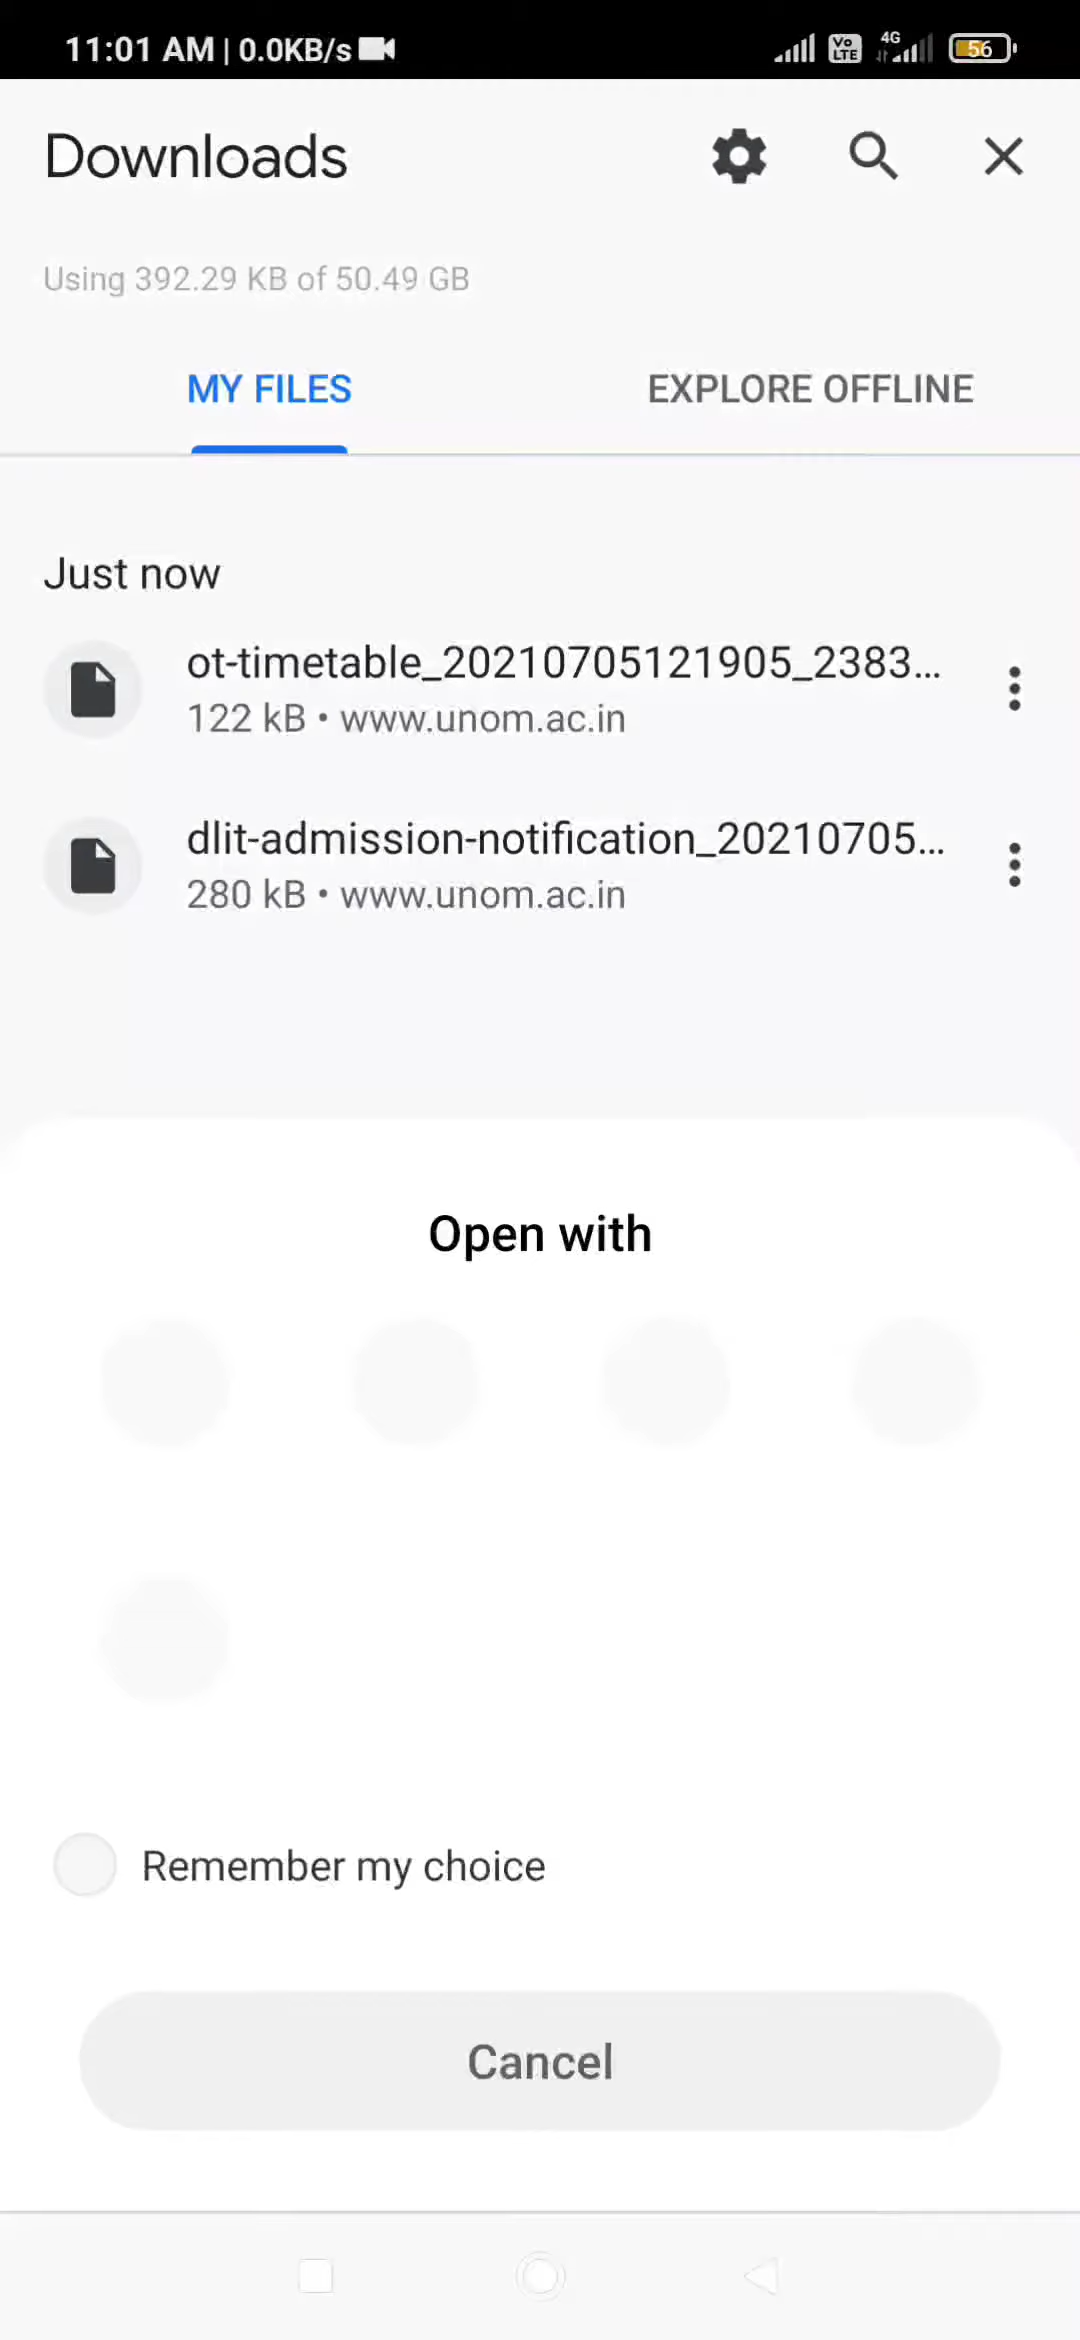 11:01 AM | 0.0KB/s
Vo LTE 4G 56
Downloads
Using 392.29 KB of 50.49 GB
MY FILES
EXPLORE OFFLINE
Just now
ot-timetable_20210705121905_2383...
122 kB • www.unom.ac.in
dlit-admission-notification_20210705...
280 kB • www.unom.ac.in
Open with
Remember my choice
Cancel